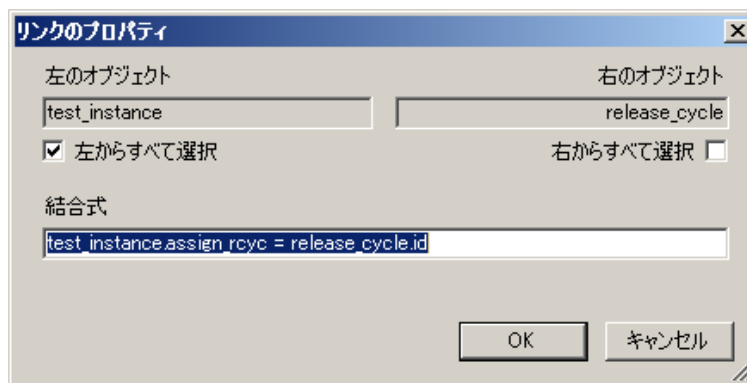 リンクのプロパティ
左のオブジェクト 右のオブジェクト
test_instance release_cycle
左からすべて選択 右からすべて選択
結合式
test_instance.assign_rcyc = release_cycle.id
OK キャンセル